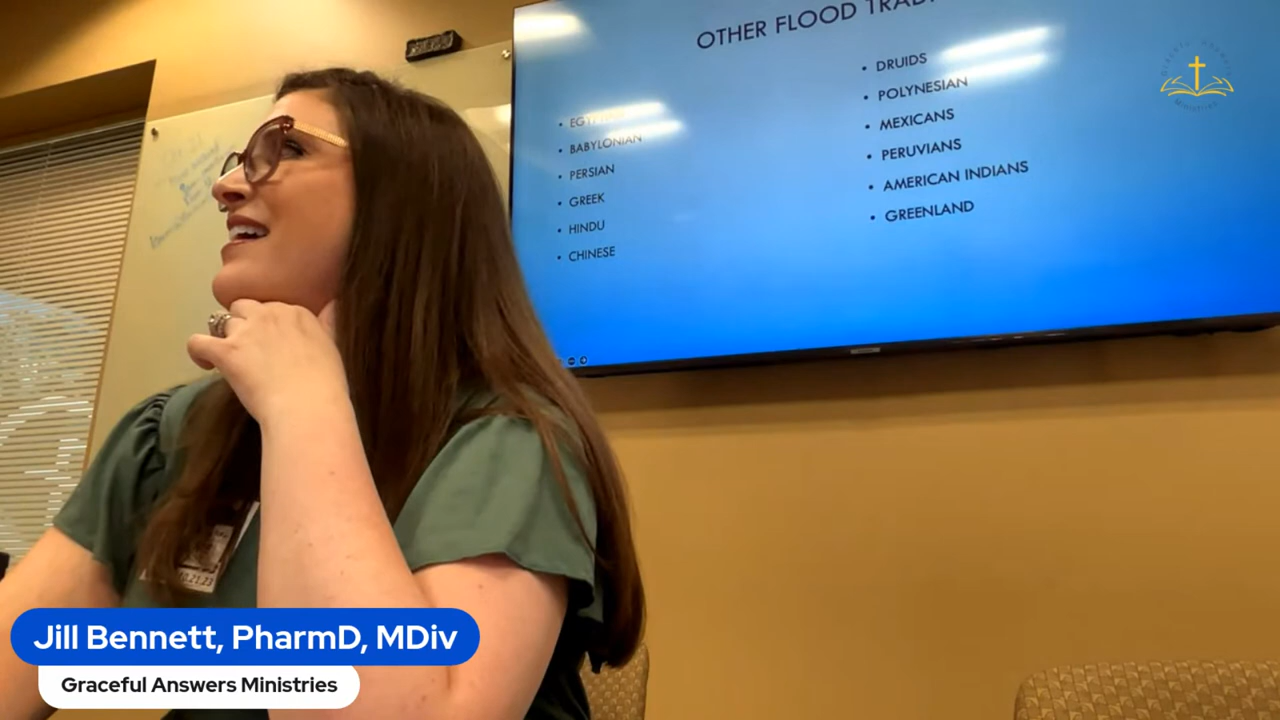 OTHER FLOOD
EGYPTIAN
BABYLONIAN
PERSIAN
GREEK
HINDU
CHINESE
DRUIDS
POLYNESIAN
MEXICANS
PERUVIANS
AMERICAN INDIANS
GREENLAND
Jill Bennett, PharmD, MDiv
Graceful Answers Ministries